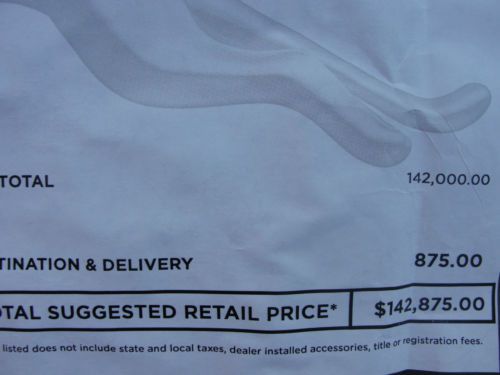 TOTAL 142,000.00
TINATION & DELIVERY 875.00
OTAL SUGGESTED RETAIL PRICE* $142,875.00
listed does not include state and local taxes, dealer installed accessories, title or registration fees.